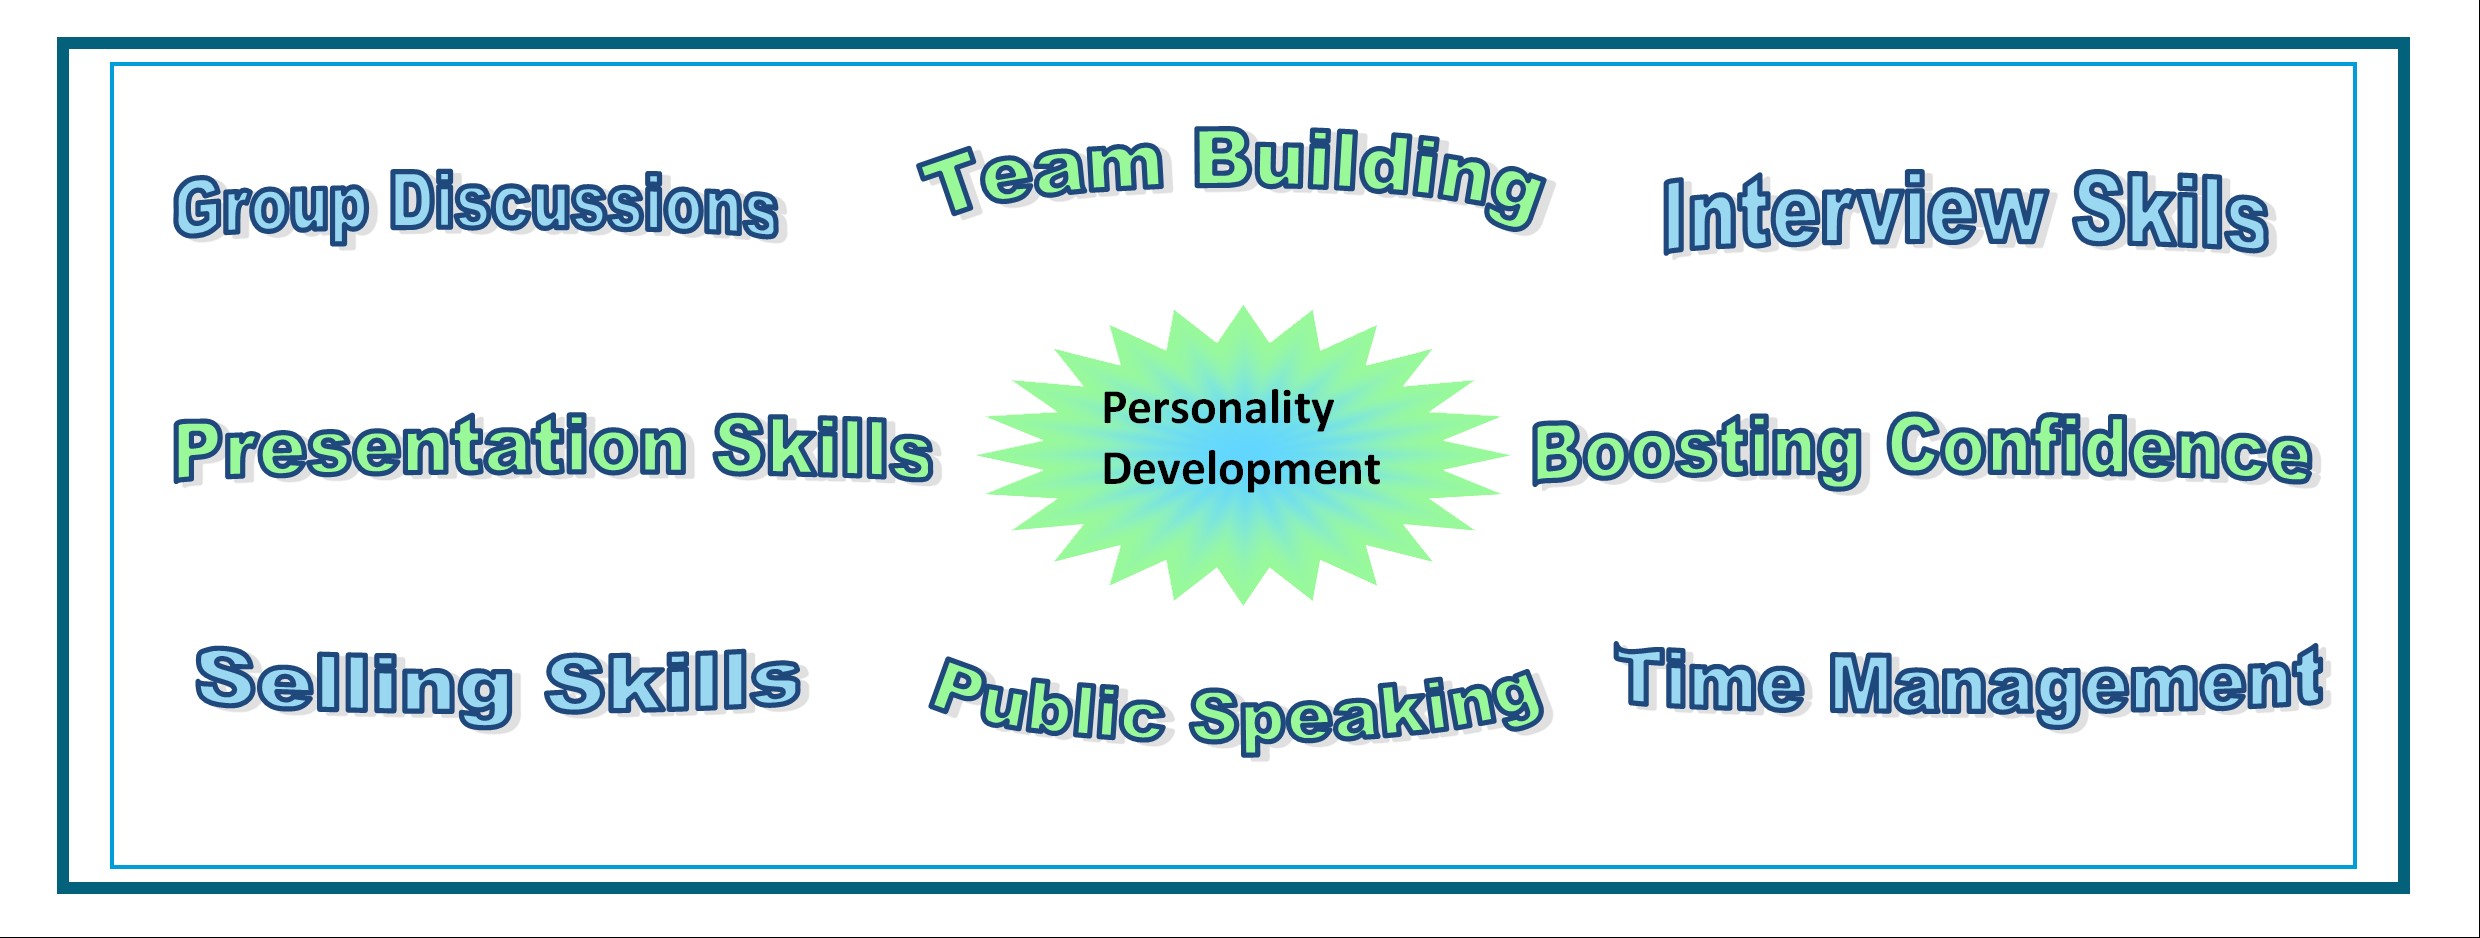 Group Discussions
Team Building
Interview Skils
Presentation Skills
Personality
Development
Boosting Confidence
Selling Skills
Public Speaking
Time Management